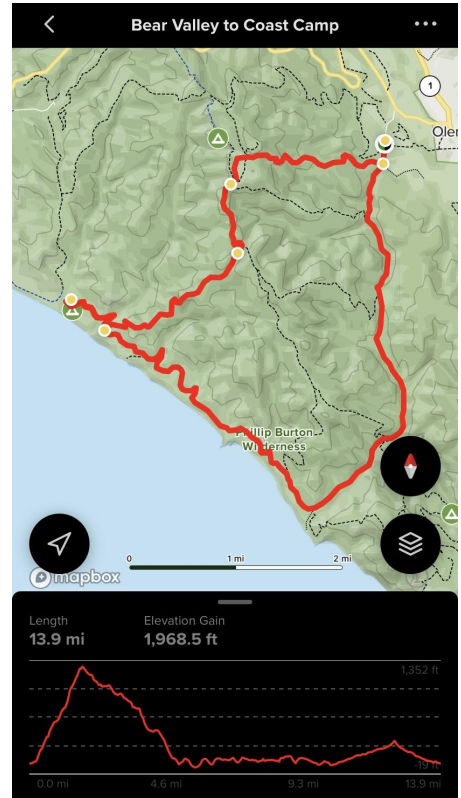 Bear Valley to Coast Camp
1
Olem
Phillip Burton
Wilderness
0
1 mi
2 mi
mapbox
Length
Elevation Gain
13.9 mi
1,968.5 ft
1,352 ft
-19 ft
0.0 mi
4.6 mi
9.3 mi
13.9 mi